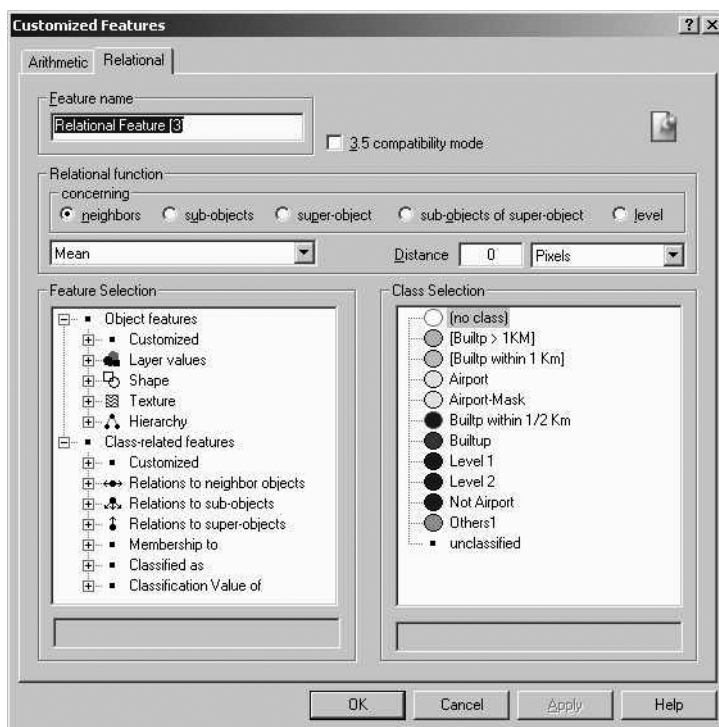 Customized Features
Arithmetic Relational
Feature name
Relational Feature [3]
3.5 compatibility mode
Relational function
concerning
neighbors sub-objects super-object sub-objects of super-object level
Mean Distance 0 Pixels
Feature Selection
Object features
Customized
Layer values
Shape
Texture
Hierarchy
Class-related features
Customized
Relations to neighbor objects
Relations to sub-objects
Relations to super-objects
Membership to
Classified as
Classification Value of
Class Selection
(no class)
[Builtp > 1KM]
[Builtp within 1 Km]
Airport
Airport-Mask
Builtp within 1/2 Km
Builtup
Level 1
Level 2
Not Airport
Others1
unclassified
OK Cancel Apply Help